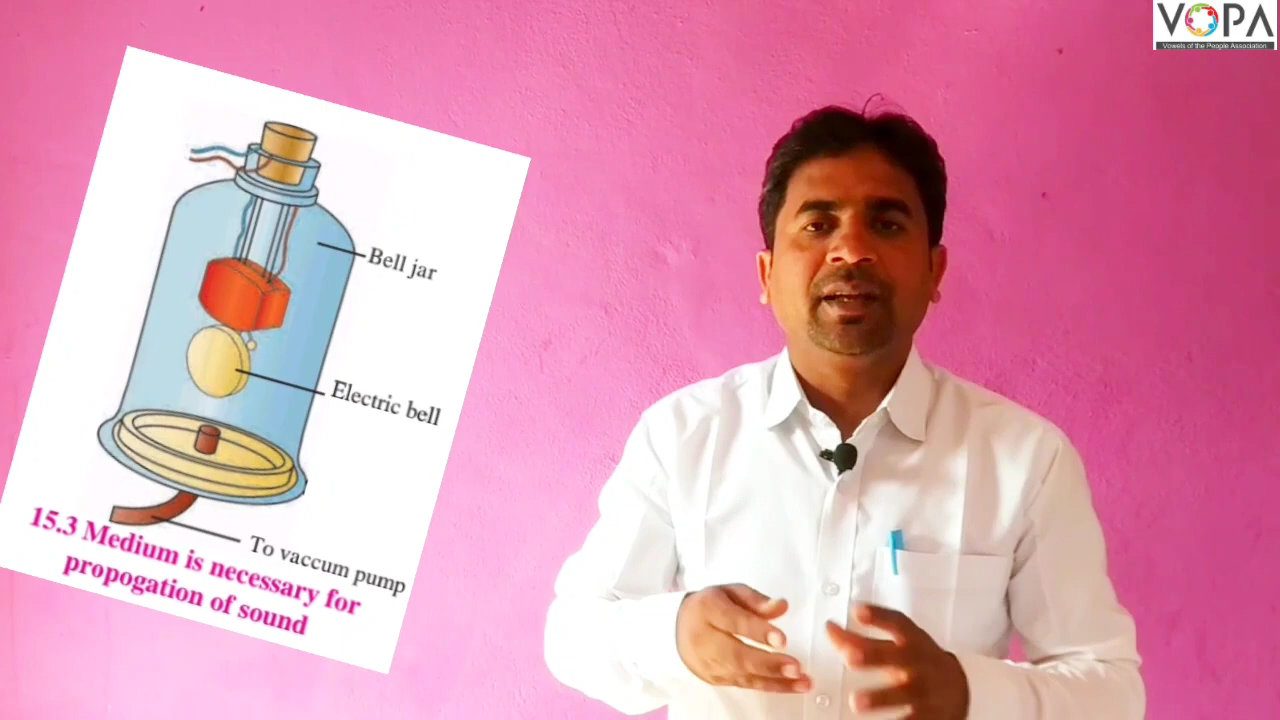 VOPA
Vowels of the People Association
Bell jar
Electric bell
To vaccum pump
15.3 Medium is necessary for
propogation of sound